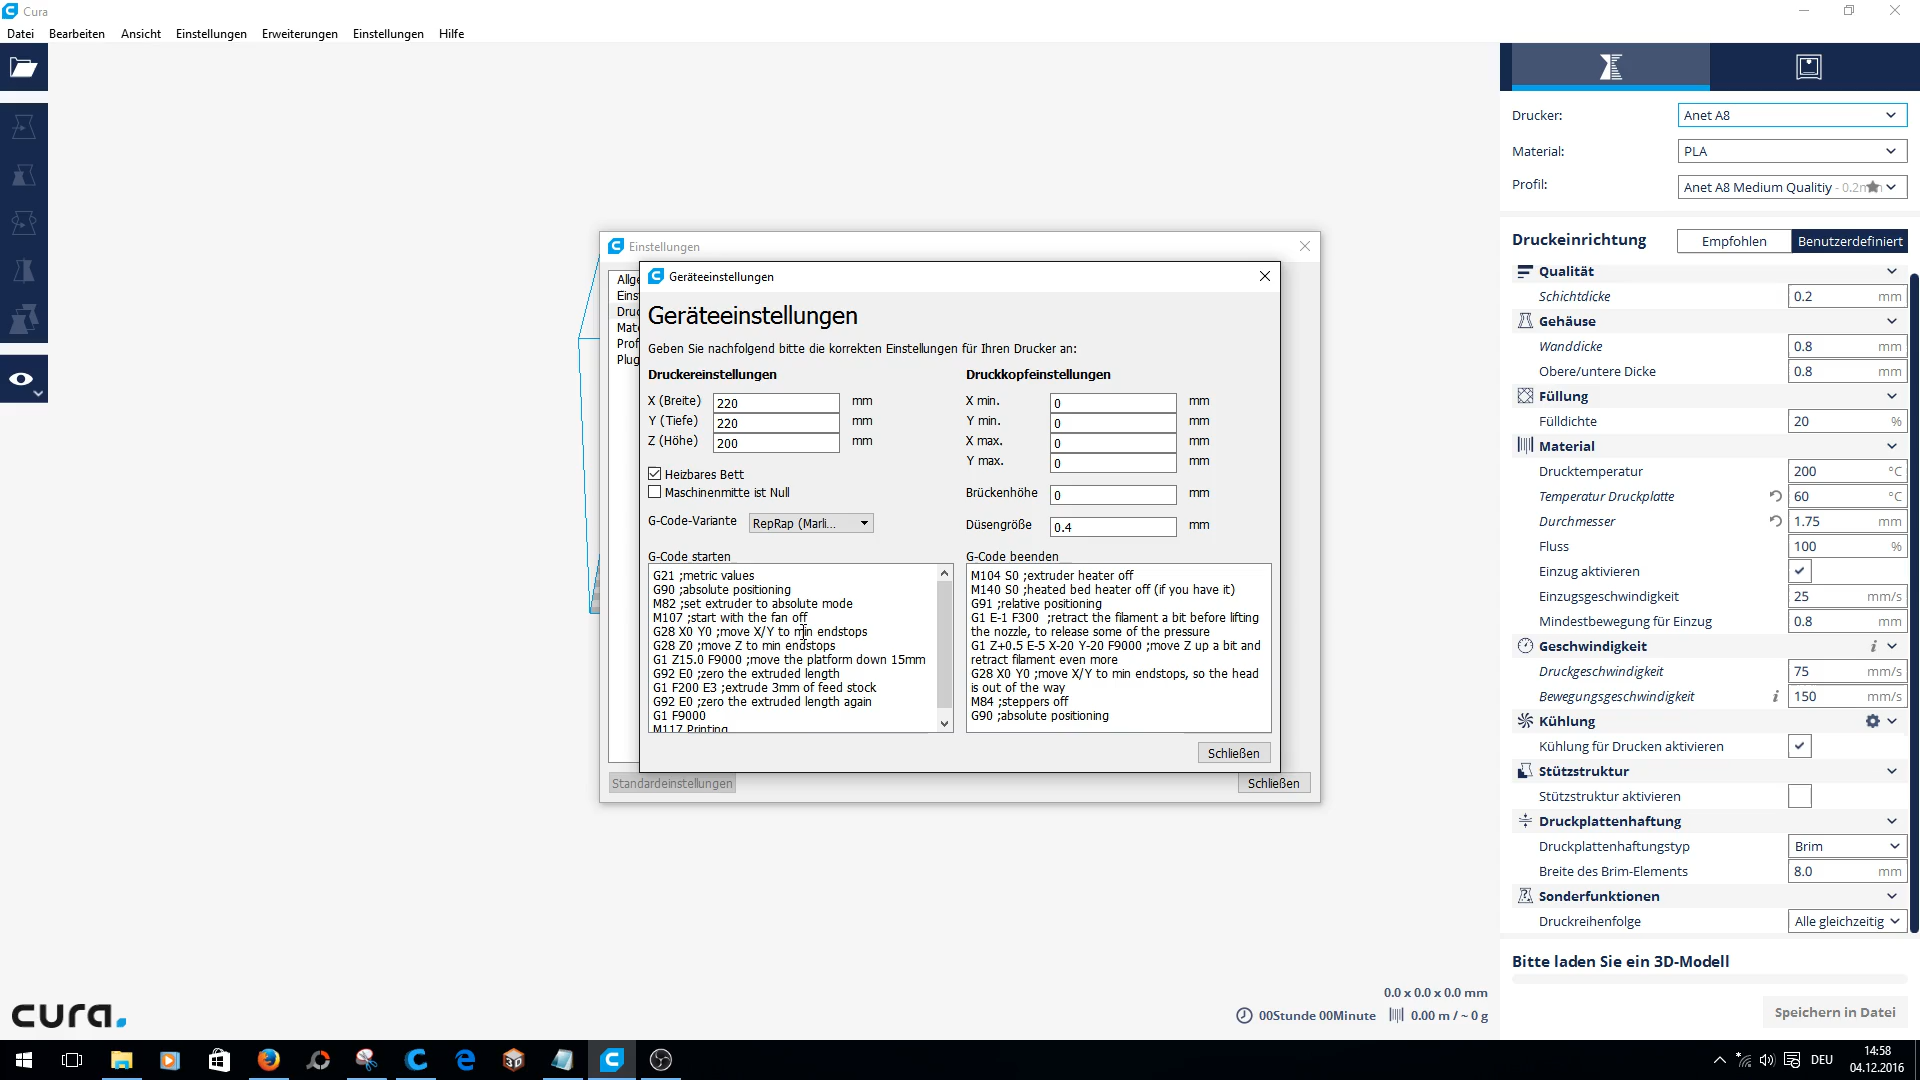 Cura
Datei Bearbeiten Ansicht Einstellungen Erweiterungen Einstellungen Hilfe
Drucker: Anet A8
Material: PLA
Profil: Anet A8 Medium Qualitiy - 0.2mm
Druckeinrichtung Empfohlen Benutzerdefiniert
Qualität
Schichtdicke 0.2 mm
Gehäuse
Wanddicke 0.8 mm
Obere/untere Dicke 0.8 mm
Füllung
Fülldichte 20 %
Material
Drucktemperatur 200 °C
Temperatur Druckplatte 60 °C
Durchmesser 1.75 mm
Fluss 100 %
Einzug aktivieren
Einzugsgeschwindigkeit 25 mm/s
Mindestbewegung für Einzug 0.8 mm
Geschwindigkeit i
Druckgeschwindigkeit 75 mm/s
Bewegungsgeschwindigkeit i 150 mm/s
Kühlung
Kühlung für Drucken aktivieren
Stützstruktur
Stützstruktur aktivieren
Druckplattenhaftung
Druckplattenhaftungstyp Brim
Breite des Brim-Elements 8.0 mm
Sonderfunktionen
Druckreihenfolge Alle gleichzeitig
Bitte laden Sie ein 3D-Modell
Speichern in Datei
Einstellungen
Allge
Eins
Druc
Mate
Prof
Plug
Standardeinstellungen
Schließen
Geräteeinstellungen
Geräteeinstellungen
Geben Sie nachfolgend bitte die korrekten Einstellungen für Ihren Drucker an:
Druckereinstellungen
X (Breite) 220 mm
Y (Tiefe) 220 mm
Z (Höhe) 200 mm
Heizbares Bett
Maschinenmitte ist Null
G-Code-Variante RepRap (Marli...
Druckkopfeinstellungen
X min. 0 mm
Y min. 0 mm
X max. 0 mm
Y max. 0 mm
Brückenhöhe 0 mm
Düsengröße 0.4 mm
G-Code starten
G21 ;metric values
G90 ;absolute positioning
M82 ;set extruder to absolute mode
M107 ;start with the fan off
G28 X0 Y0 ;move X/Y to min endstops
G28 Z0 ;move Z to min endstops
G1 Z15.0 F9000 ;move the platform down 15mm
G92 E0 ;zero the extruded length
G1 F200 E3 ;extrude 3mm of feed stock
G92 E0 ;zero the extruded length again
G1 F9000
M117 Printing
G-Code beenden
M104 S0 ;extruder heater off
M140 S0 ;heated bed heater off (if you have it)
G91 ;relative positioning
G1 E-1 F300 ;retract the filament a bit before lifting
the nozzle, to release some of the pressure
G1 Z+0.5 E-5 X-20 Y-20 F9000 ;move Z up a bit and
retract filament even more
G28 X0 Y0 ;move X/Y to min endstops, so the head
is out of the way
M84 ;steppers off
G90 ;absolute positioning
Schließen
0.0 x 0.0 x 0.0 mm
00Stunde 00Minute 0.00 m / ~ 0 g
cura.
DEU
14:58
04.12.2016